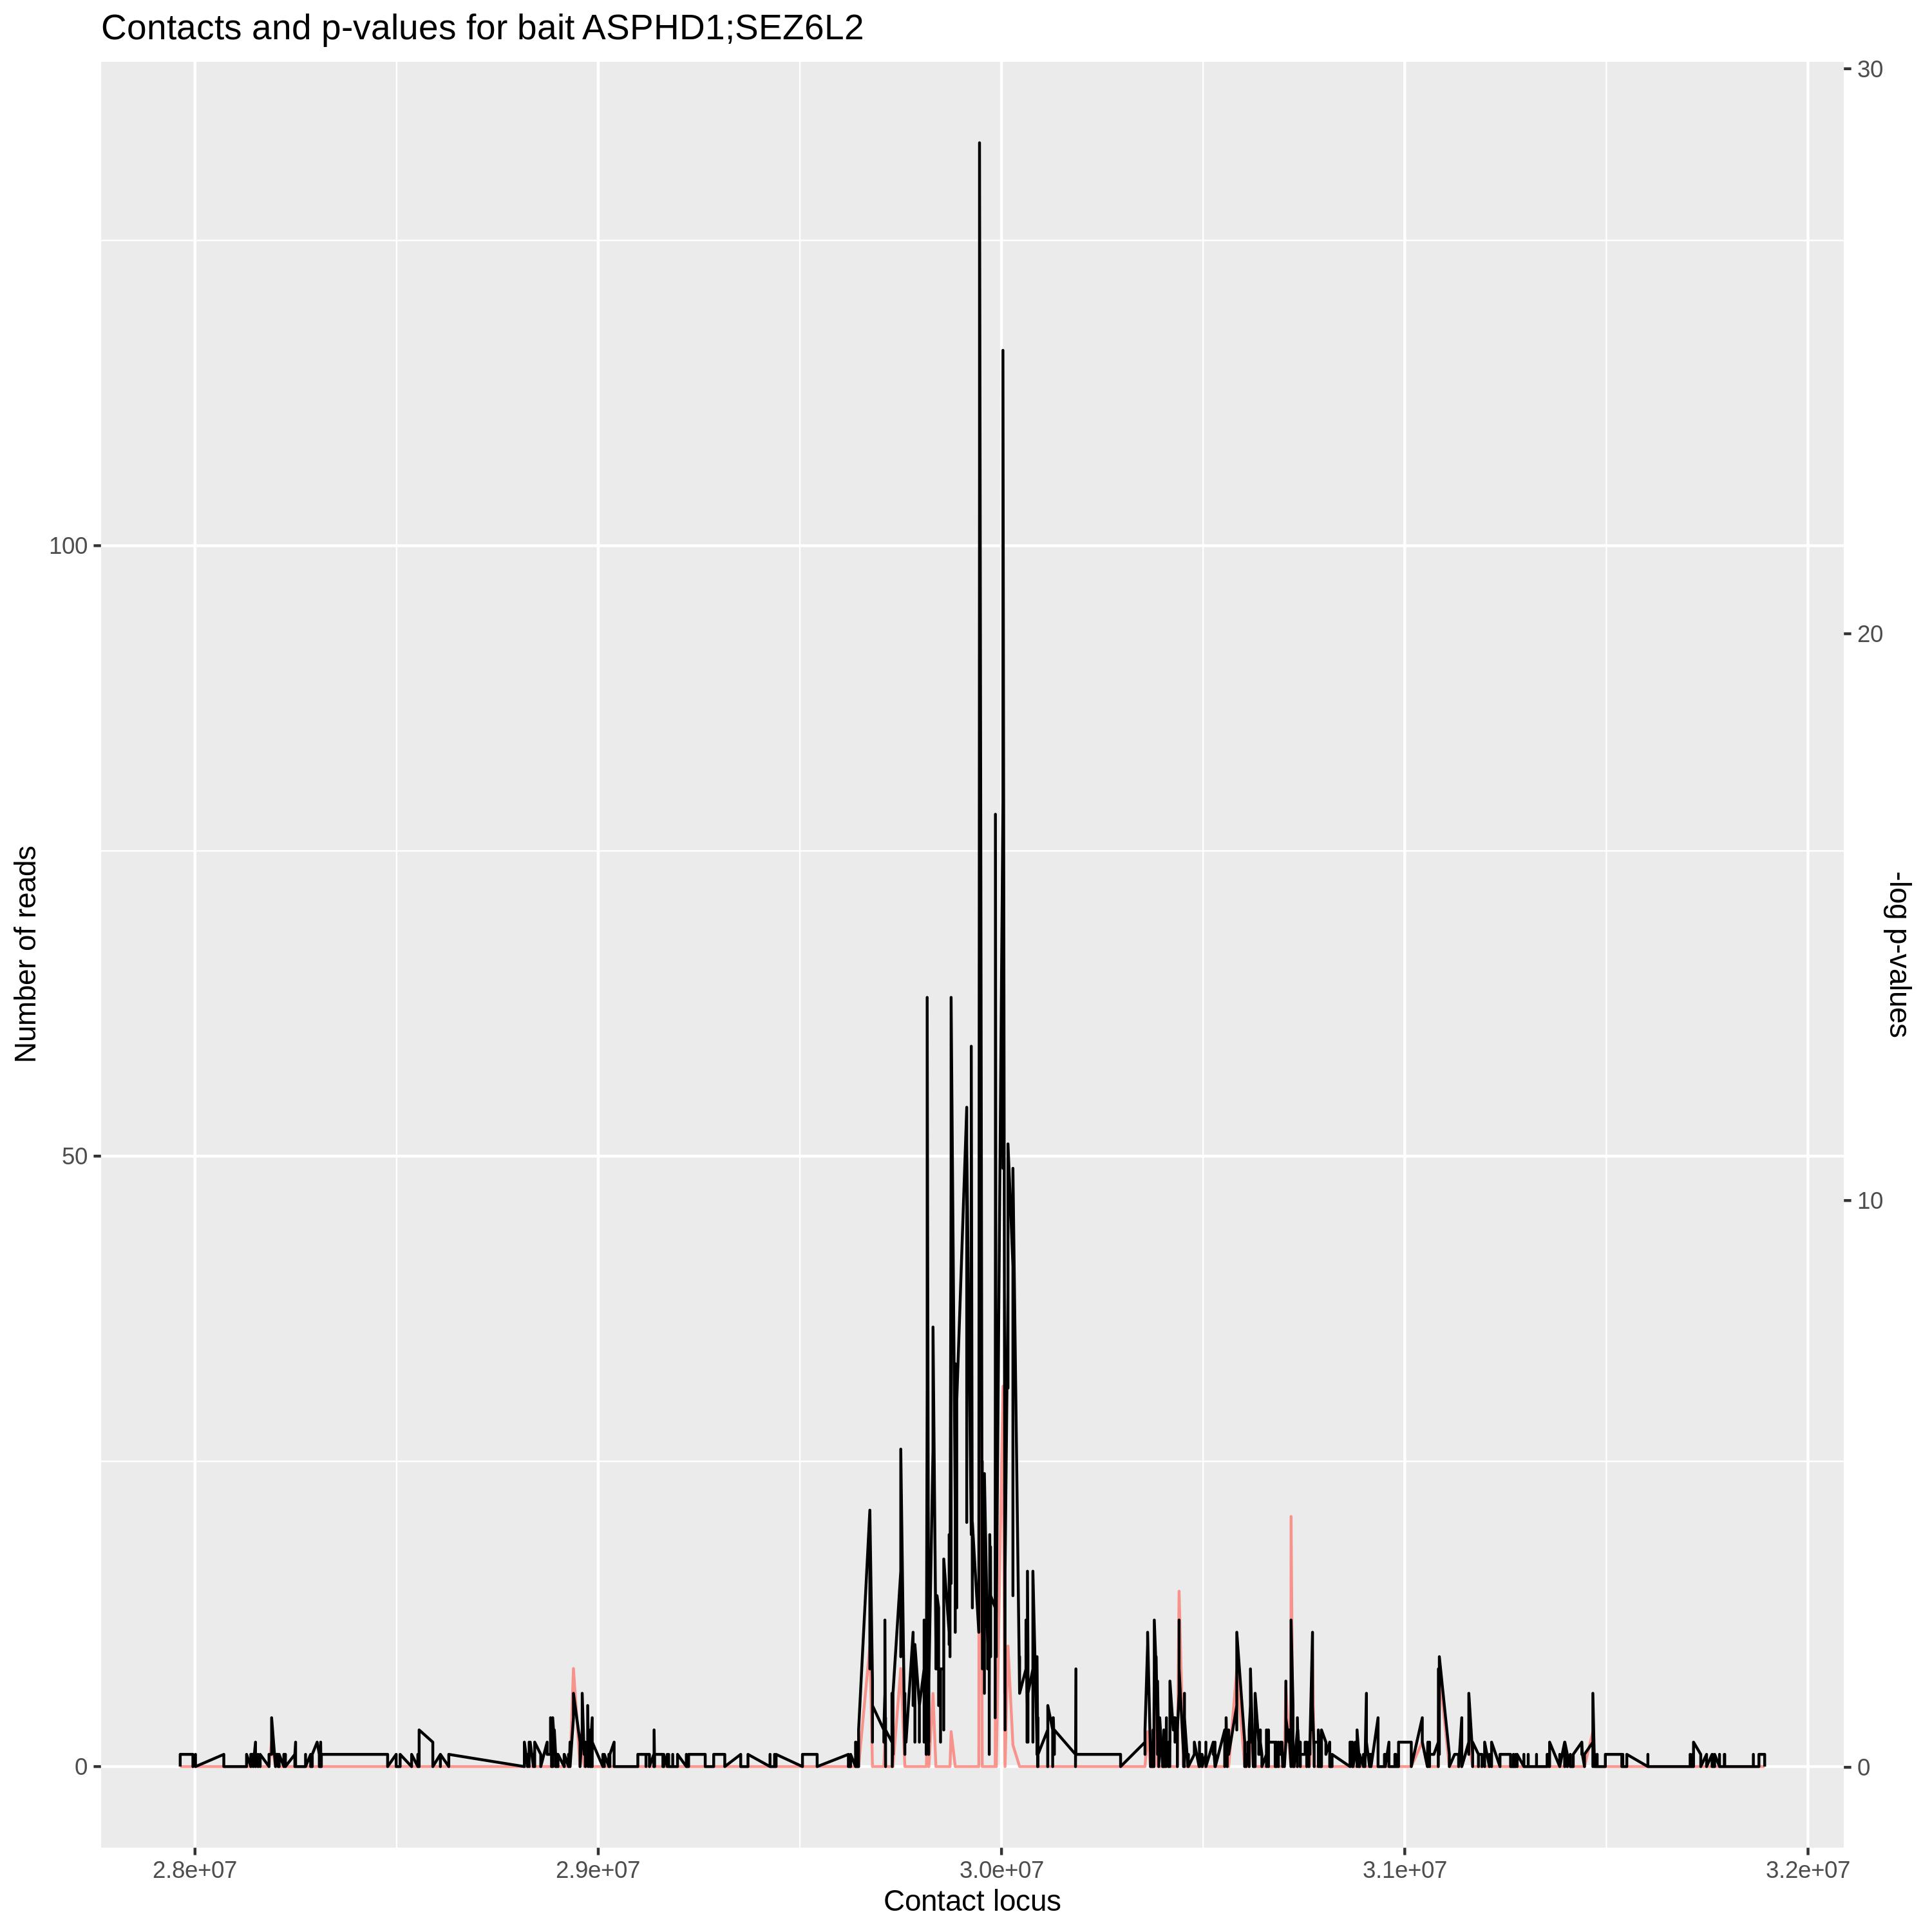 Contacts and p-values for bait ASPHD1;SEZ6L2
30
100
20
Number of reads
-log p-values
50
10
0
0
2.8e+07
2.9e+07
3.0e+07
3.1e+07
3.2e+07
Contact locus